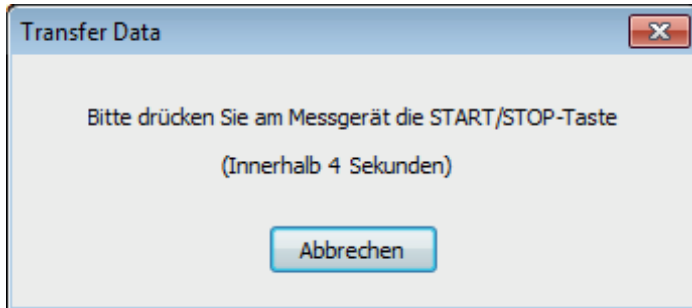 Transfer Data
Bitte drücken Sie am Messgerät die START/STOP-Taste
(Innerhalb 4 Sekunden)
Abbrechen